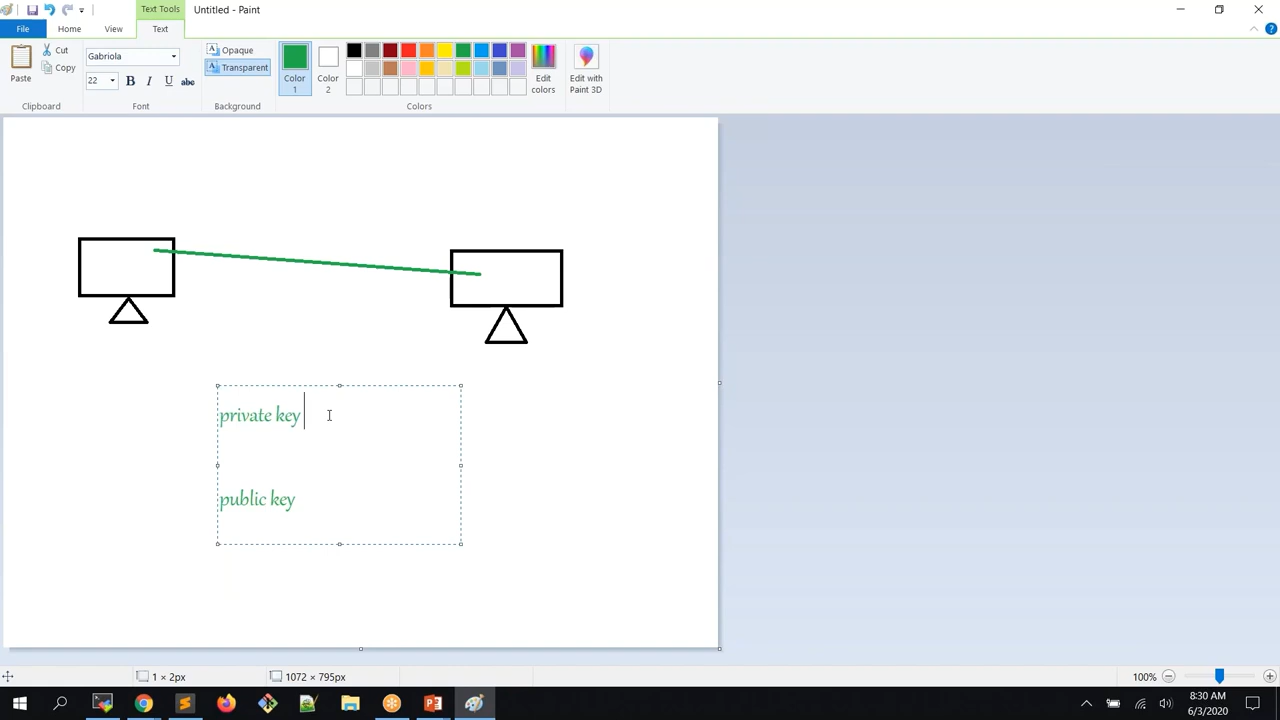 Text Tools
Untitled - Paint
File
Home
View
Text
Paste
Cut
Copy
Clipboard
Gabriola
22
B I U abc
Font
A Opaque
A Transparent
Background
Color
1
Color
2
Edit
colors
Colors
Edit with
Paint 3D
private key
public key
1 × 2px
1072 × 795px
100%
8:30 AM
6/3/2020